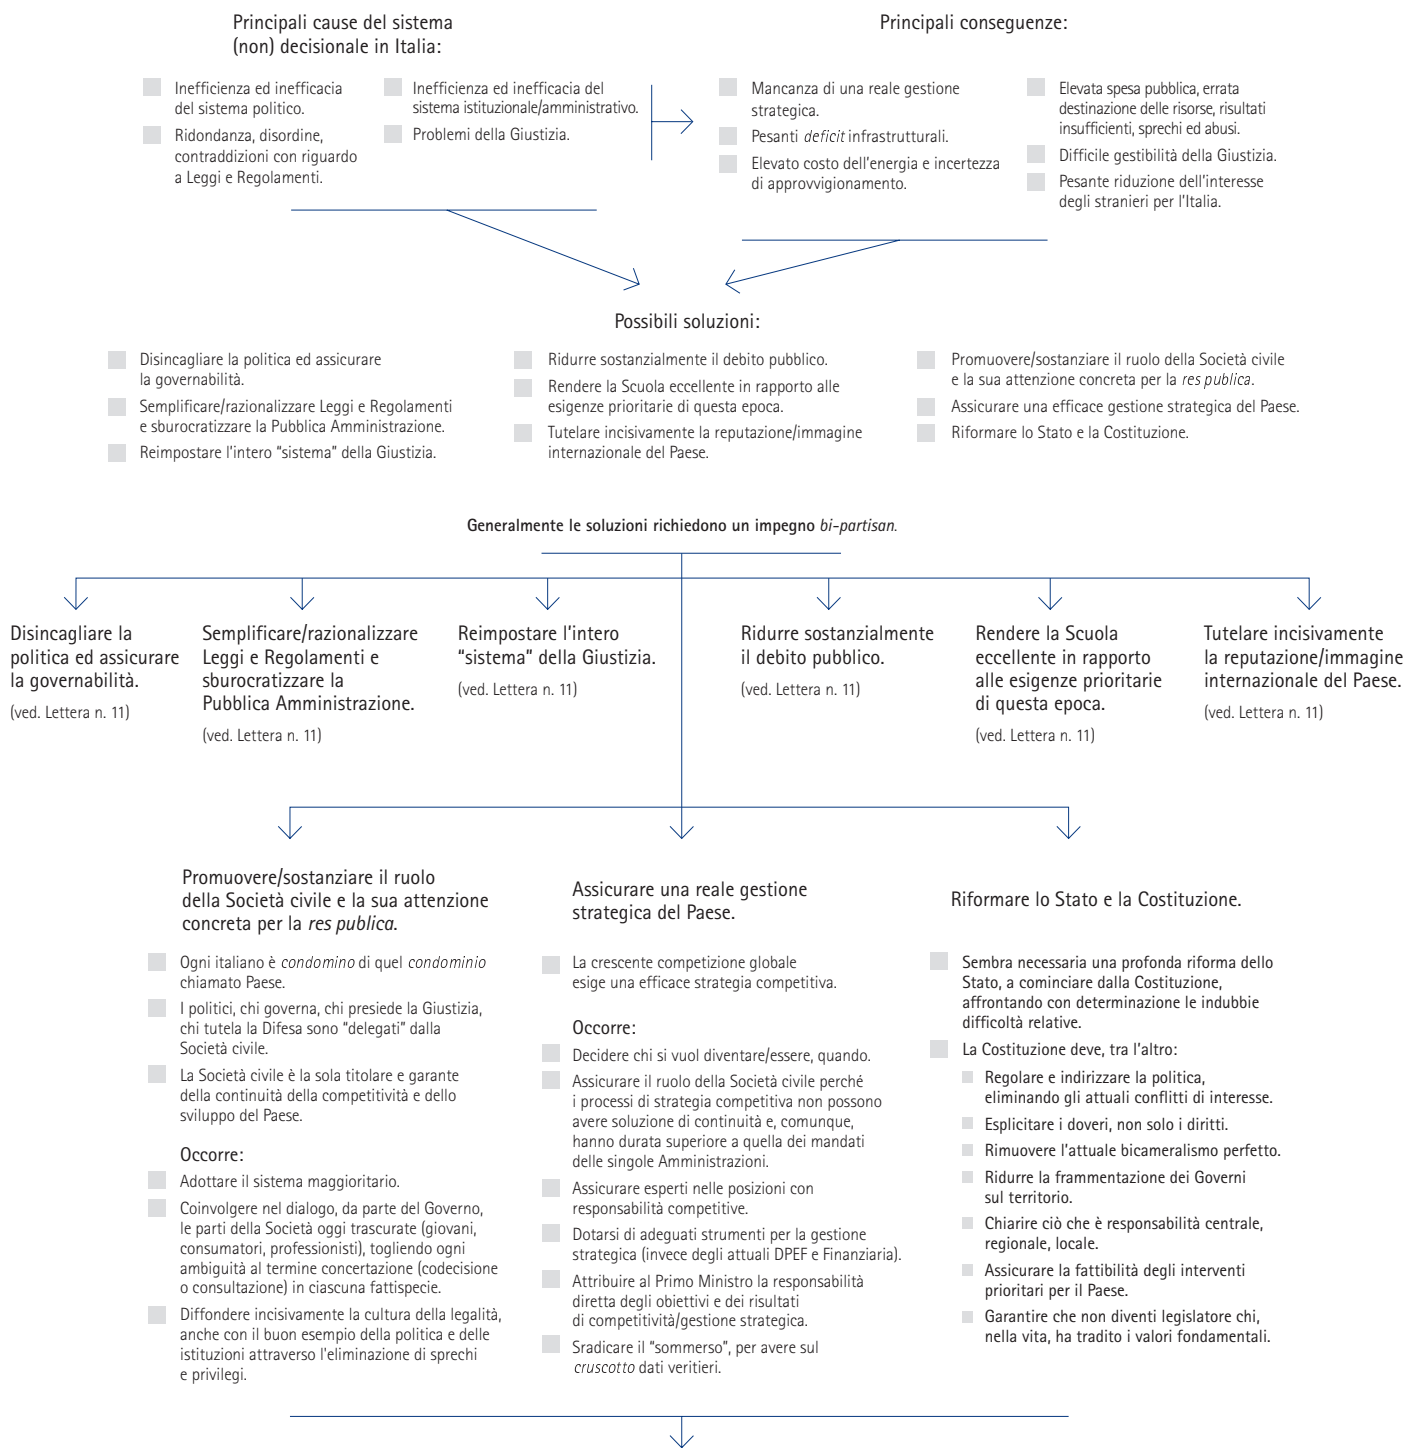 Principali cause del sistema
(non) decisionale in Italia:
Inefficienza ed inefficacia
del sistema politico.
Ridondanza, disordine,
contraddizioni con riguardo
a Leggi e Regolamenti.
Inefficienza ed inefficacia del
sistema istituzionale/amministrativo.
Problemi della Giustizia.
Principali conseguenze:
Mancanza di una reale gestione
strategica.
Pesanti deficit infrastrutturali.
Elevato costo dell'energia e incertezza
di approvvigionamento.
Elevata spesa pubblica, errata
destinazione delle risorse, risultati
insufficienti, sprechi ed abusi.
Difficile gestibilità della Giustizia.
Pesante riduzione dell'interesse
degli stranieri per l'Italia.
Possibili soluzioni:
Disincagliare la politica ed assicurare
la governabilità.
Semplificare/razionalizzare Leggi e Regolamenti
e sburocratizzare la Pubblica Amministrazione.
Reimpostare l'intero "sistema" della Giustizia.
Ridurre sostanzialmente il debito pubblico.
Rendere la Scuola eccellente in rapporto alle
esigenze prioritarie di questa epoca.
Tutelare incisivamente la reputazione/immagine
internazionale del Paese.
Promuovere/sostanziare il ruolo della Società civile
e la sua attenzione concreta per la res publica.
Assicurare una efficace gestione strategica del Paese.
Riformare lo Stato e la Costituzione.
Generalmente le soluzioni richiedono un impegno bi-partisan.
Disincagliare la
politica ed assicurare
la governabilità.
(ved. Lettera n. 11)
Semplificare/razionalizzare
Leggi e Regolamenti e
sburocratizzare la
Pubblica Amministrazione.
(ved. Lettera n. 11)
Reimpostare l'intero
"sistema" della Giustizia.
(ved. Lettera n. 11)
Ridurre sostanzialmente
il debito pubblico.
(ved. Lettera n. 11)
Rendere la Scuola
eccellente in rapporto
alle esigenze prioritarie
di questa epoca.
(ved. Lettera n. 11)
Tutelare incisivamente
la reputazione/immagine
internazionale del Paese.
(ved. Lettera n. 11)
Promuovere/sostanziare il ruolo
della Società civile e la sua attenzione
concreta per la res publica.
Ogni italiano è condomino di quel condominio
chiamato Paese.
I politici, chi governa, chi presiede la Giustizia,
chi tutela la Difesa sono "delegati" dalla
Società civile.
La Società civile è la sola titolare e garante
della continuità della competitività e dello
sviluppo del Paese.
Occorre:
Adottare il sistema maggioritario.
Coinvolgere nel dialogo, da parte del Governo,
le parti della Società oggi trascurate (giovani,
consumatori, professionisti), togliendo ogni
ambiguità al termine concertazione (codecisione
o consultazione) in ciascuna fattispecie.
Diffondere incisivamente la cultura della legalità,
anche con il buon esempio della politica e delle
istituzioni attraverso l'eliminazione di sprechi
e privilegi.
Assicurare una reale gestione
strategica del Paese.
La crescente competizione globale
esige una efficace strategia competitiva.
Occorre:
Decidere chi si vuol diventare/essere, quando.
Assicurare il ruolo della Società civile perché
i processi di strategia competitiva non possono
avere soluzione di continuità e, comunque,
hanno durata superiore a quella dei mandati
delle singole Amministrazioni.
Assicurare esperti nelle posizioni con
responsabilità competitive.
Dotarsi di adeguati strumenti per la gestione
strategica (invece degli attuali DPEF e Finanziaria).
Attribuire al Primo Ministro la responsabilità
diretta degli obiettivi e dei risultati
di competitività/gestione strategica.
Sradicare il "sommerso", per avere sul
cruscotto dati veritieri.
Riformare lo Stato e la Costituzione.
Sembra necessaria una profonda riforma dello
Stato, a cominciare dalla Costituzione,
affrontando con determinazione le indubbie
difficoltà relative.
La Costituzione deve, tra l'altro:
Regolare e indirizzare la politica,
eliminando gli attuali conflitti di interesse.
Esplicitare i doveri, non solo i diritti.
Rimuovere l'attuale bicameralismo perfetto.
Ridurre la frammentazione dei Governi
sul territorio.
Chiarire ciò che è responsabilità centrale,
regionale, locale.
Assicurare la fattibilità degli interventi
prioritari per il Paese.
Garantire che non diventi legislatore chi,
nella vita, ha tradito i valori fondamentali.